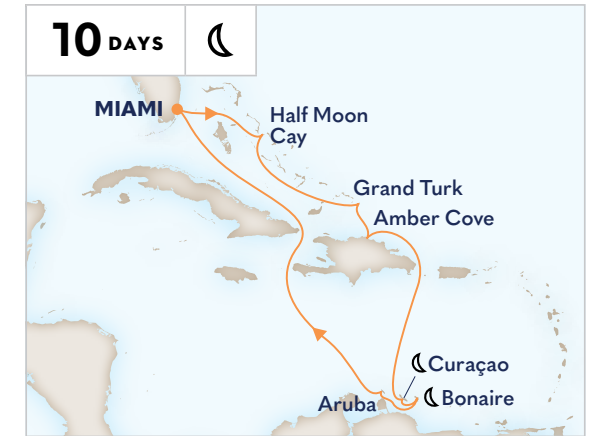 10 DAYS
MIAMI
Half Moon
Cay
Grand Turk
Amber Cove
Curaçao
Bonaire
Aruba